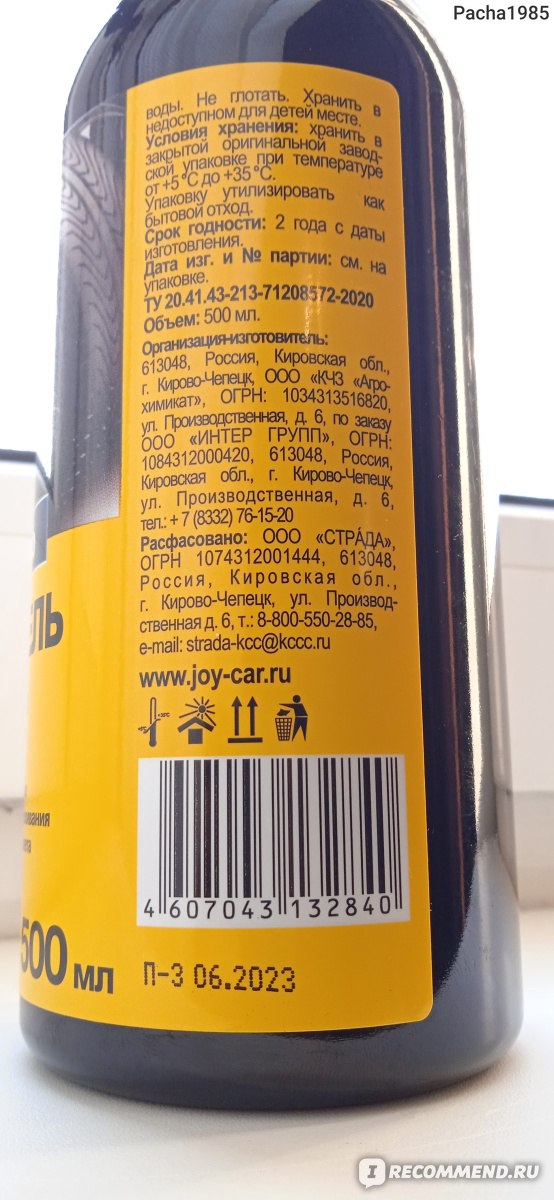 Pacha1985
воды. Не глотать. Хранить в
недоступном для детей месте.
Условия хранения: хранить в
закрытой оригинальной завод-
ской упаковке при температуре
от +5 °С до +35 °С.
Упаковку утилизировать как
бытовой отход.
Срок годности: 2 года с даты
изготовления.
Дата изг. и № партии: см. на
упаковке.
ТУ 20.41.43-213-71208572-2020
Объем: 500 мл.
Организация-изготовитель:
613048, Россия, Кировская обл.,
г. Кирово-Чепецк, ООО «КЧЗ «Агро-
химикат», ОГРН: 1034313516820,
ул. Производственная, д. 6, по заказу
ООО «ИНТЕР ГРУПП», ОГРН:
1084312000420, 613048, Россия,
Кировская обл., г. Кирово-Чепецк,
ул. Производственная, д. 6,
тел.: + 7 (8332) 76-15-20
Расфасовано: ООО «СТРАДА»,
ОГРН 1074312001444, 613048,
Россия, Кировская обл.,
г. Кирово-Чепецк, ул. Производ-
ственная д. 6, т.: 8-800-550-28-85,
e-mail: strada-kcc@kccc.ru
www.joy-car.ru
4 607043 132840
П-3 06.2023
ЕЛЬ
500 мл
IRECOMMEND.RU